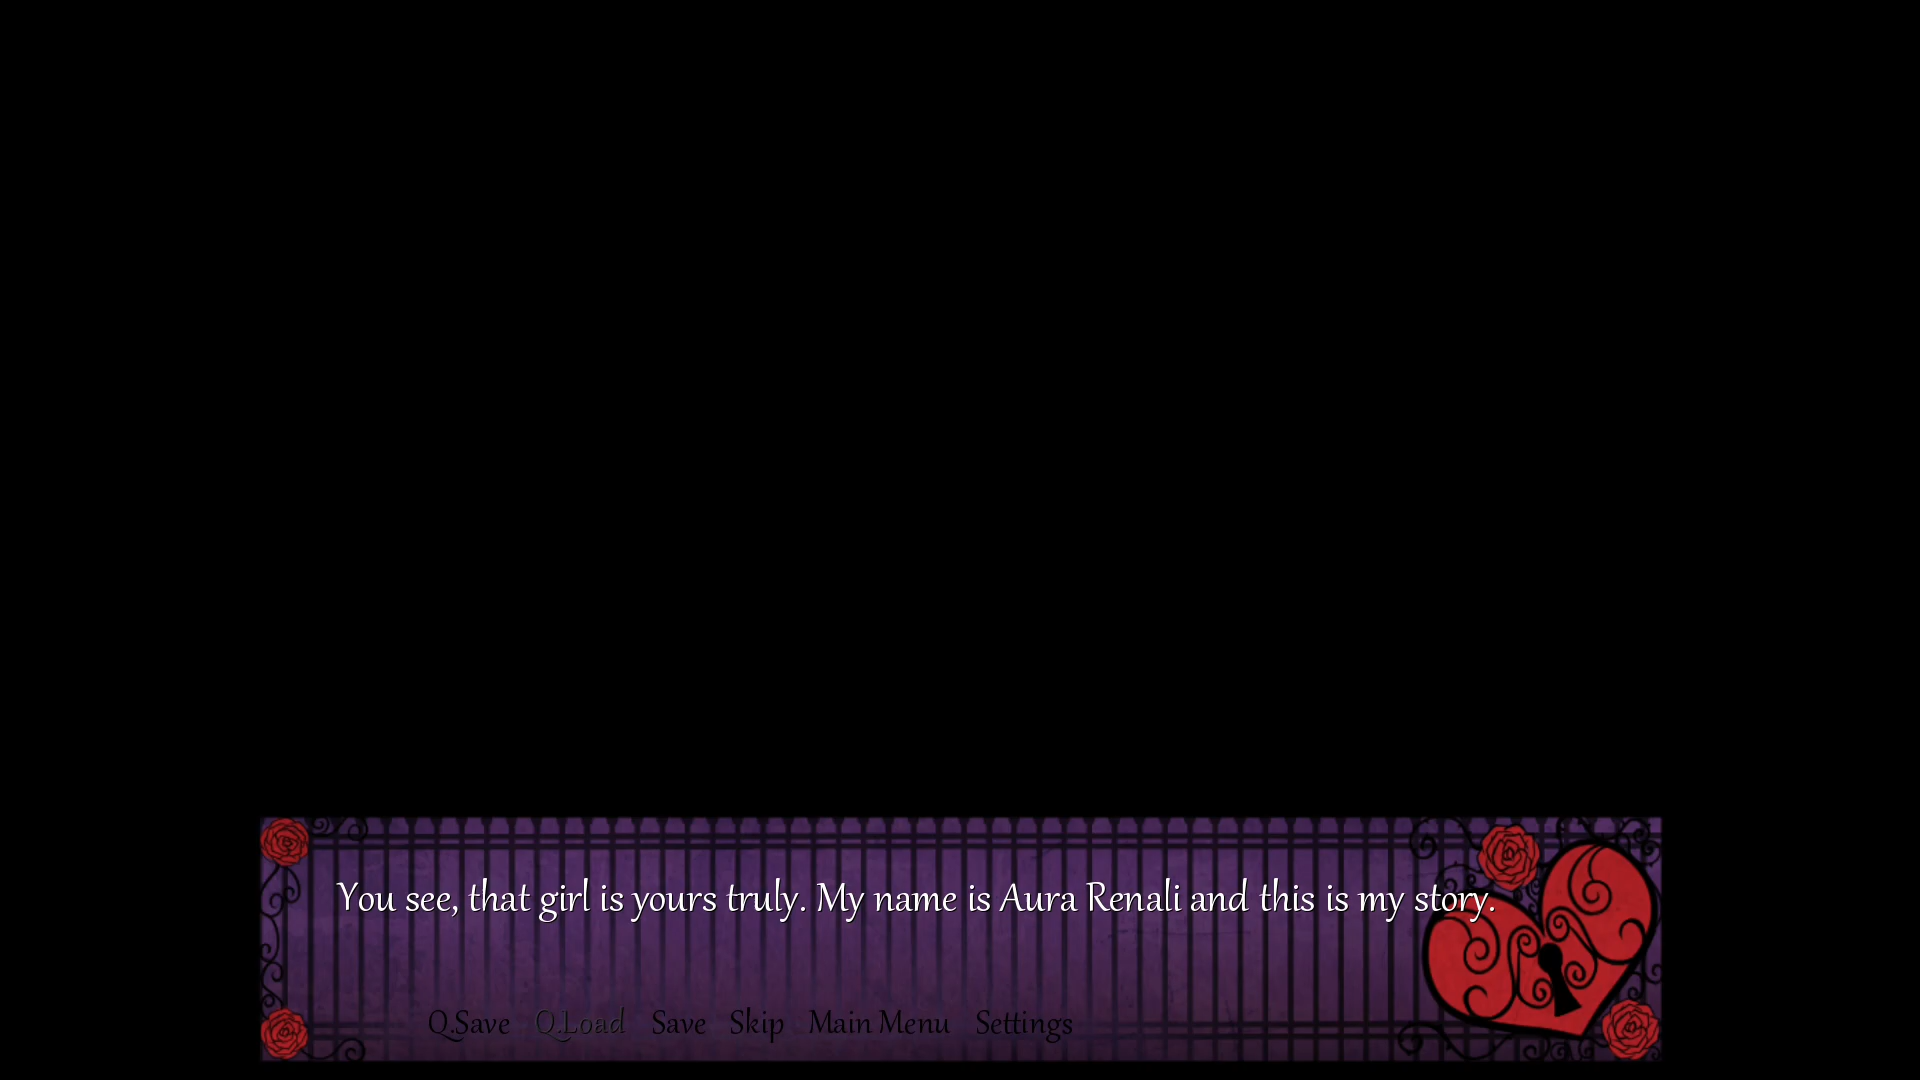 You see, that girl is yours truly. My name is Aura Renali and this is my story.
Q.Save Q.Load Save Skip Main Menu Settings